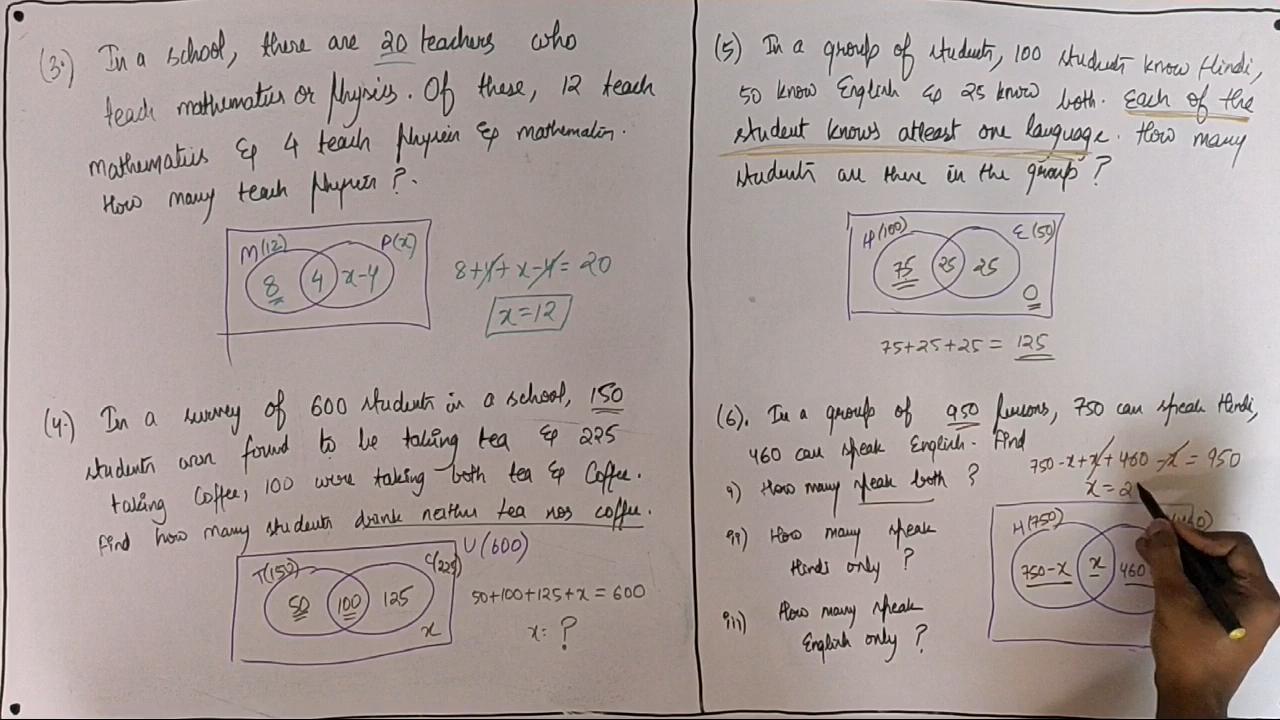 (3.) In a school, there are 20 teachers who
teach mathematics or Physics. Of these, 12 teach
mathematics & 4 teach Physics & mathematics.
How many teach Physics ?.
M(12)
P(x)
8
4
x-4
8+4+x-4=20
x=12
(4.) In a survey of 600 students in a school, 150
students were found to be taking tea & 225
taking Coffee, 100 were taking both tea & Coffee.
Find how many students drink neither tea nor coffee.
T(150)
C(225)
U(600)
50
100
125
x
50+100+125+x=600
x= ?
(5) In a group of students, 100 students know Hindi,
50 know English & 25 know both. Each of the
student knows atleast one language. How many
students are there in the group ?
H(100)
E(50)
75
25
25
0
75+25+25 = 125
(6). In a group of 950 persons, 750 can speak Hindi,
460 can speak English. Find
750-x+x+460-x=950
x=2
i) How many speak both ?
ii) How many speak
Hindi only ?
iii) How many speak
English only ?
H(750)
750-x
x
460